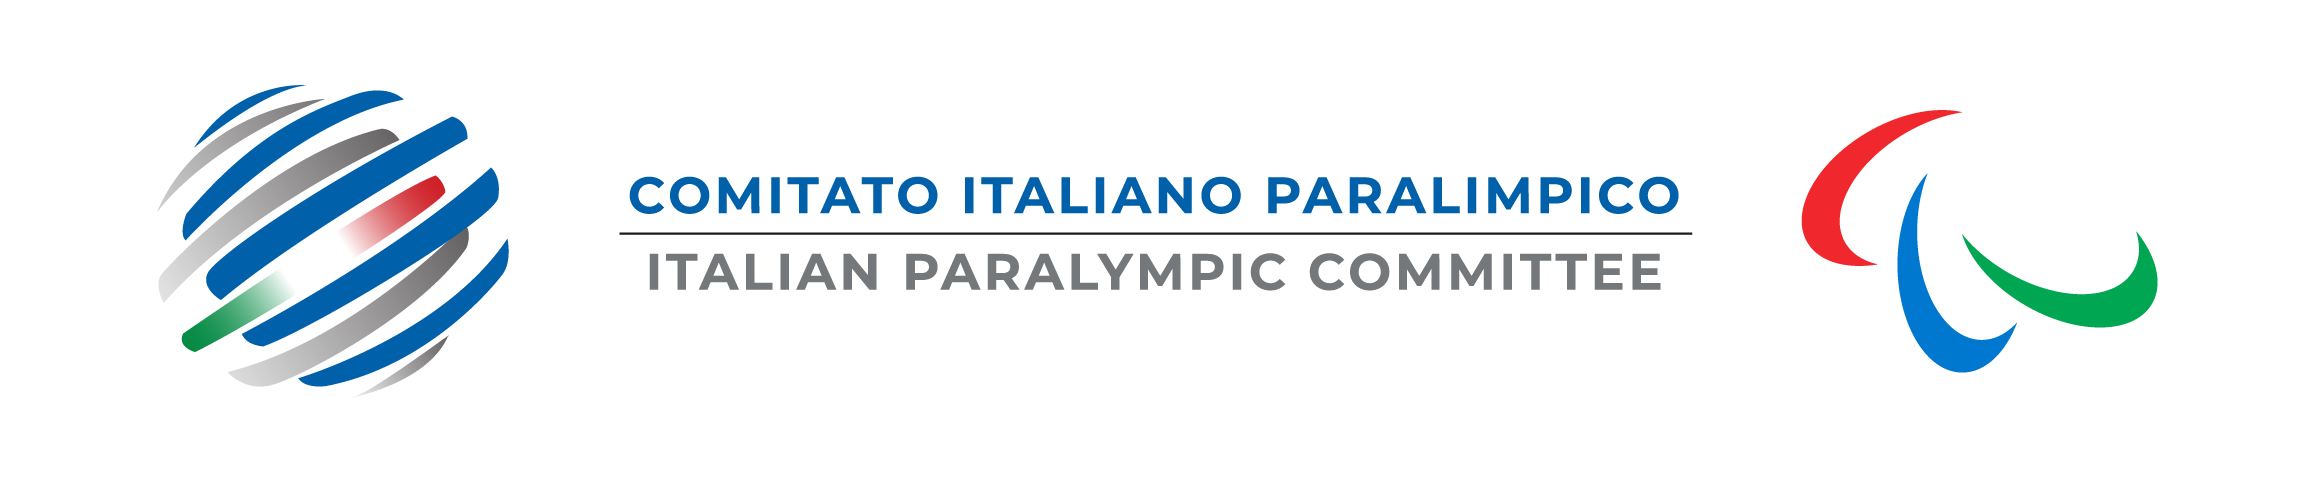 COMITATO ITALIANO PARALIMPICO
ITALIAN PARALYMPIC COMMITTEE